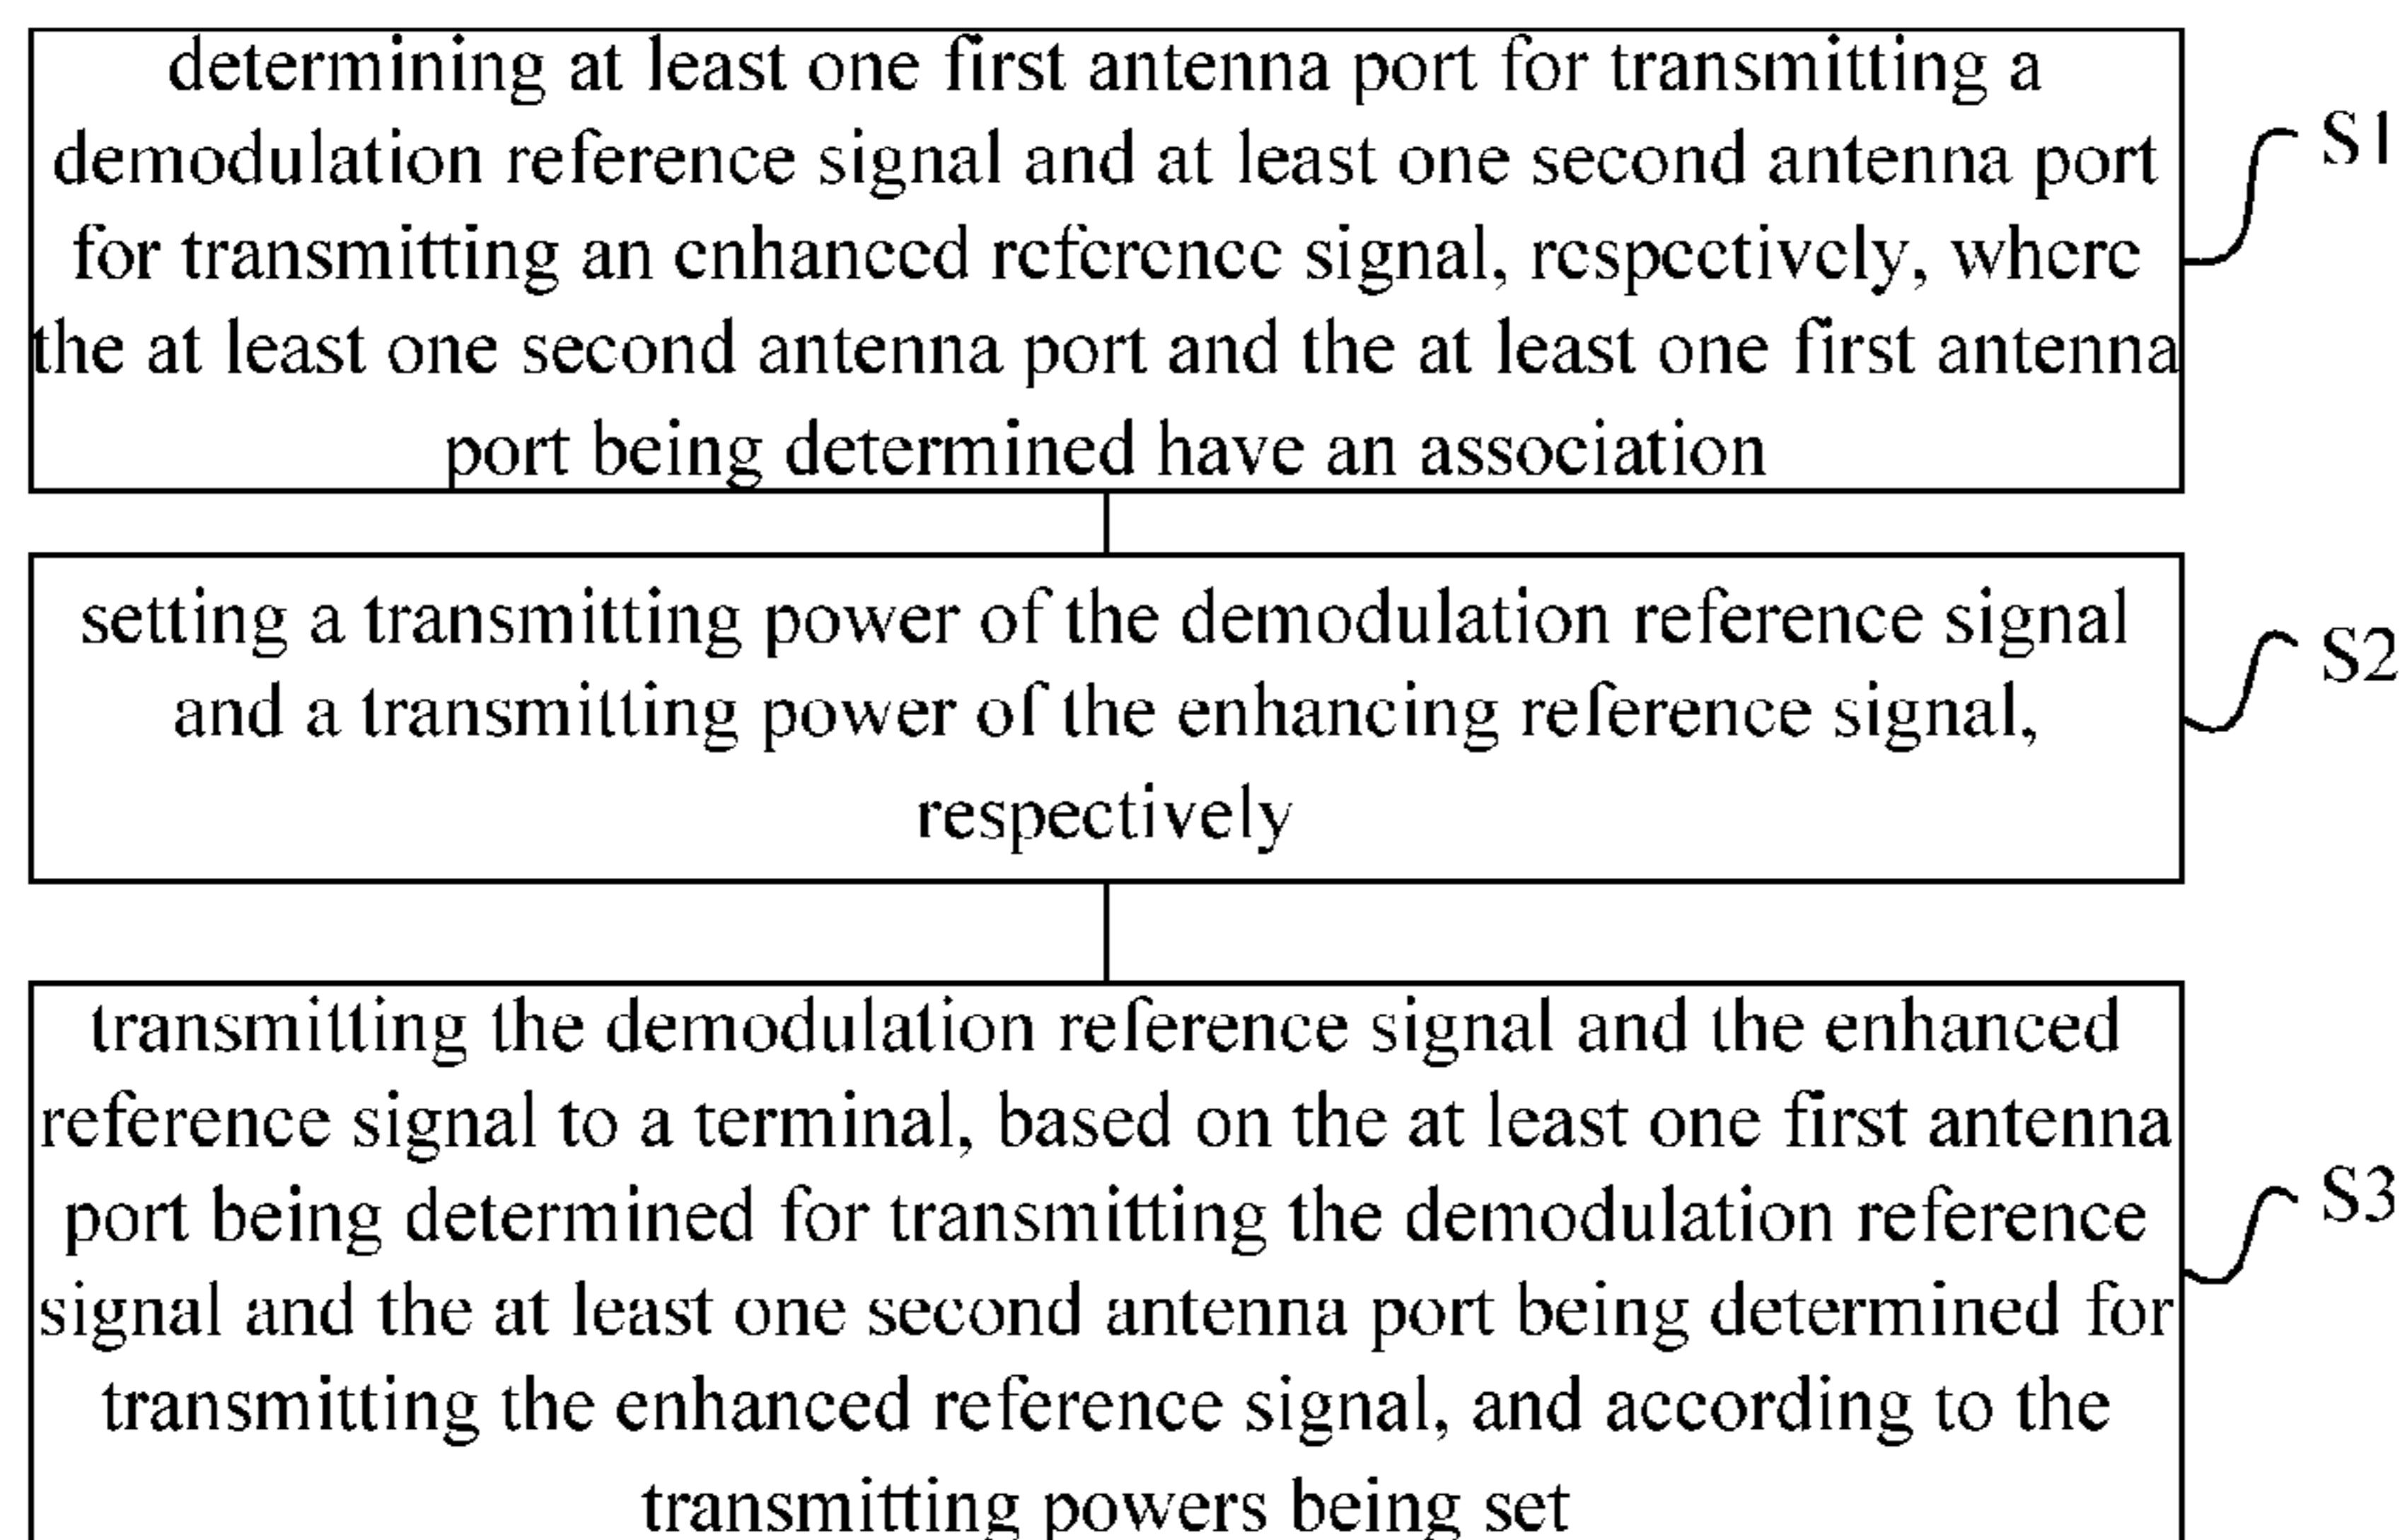 determining at least one first antenna port for transmitting a
demodulation reference signal and at least one second antenna port
for transmitting an enhanced reference signal, respectively, where
the at least one second antenna port and the at least one first antenna
port being determined have an association
S1
setting a transmitting power of the demodulation reference signal
and a transmitting power of the enhancing reference signal,
respectively
S2
transmitting the demodulation reference signal and the enhanced
reference signal to a terminal, based on the at least one first antenna
port being determined for transmitting the demodulation reference
signal and the at least one second antenna port being determined for
transmitting the enhanced reference signal, and according to the
transmitting powers being set
S3